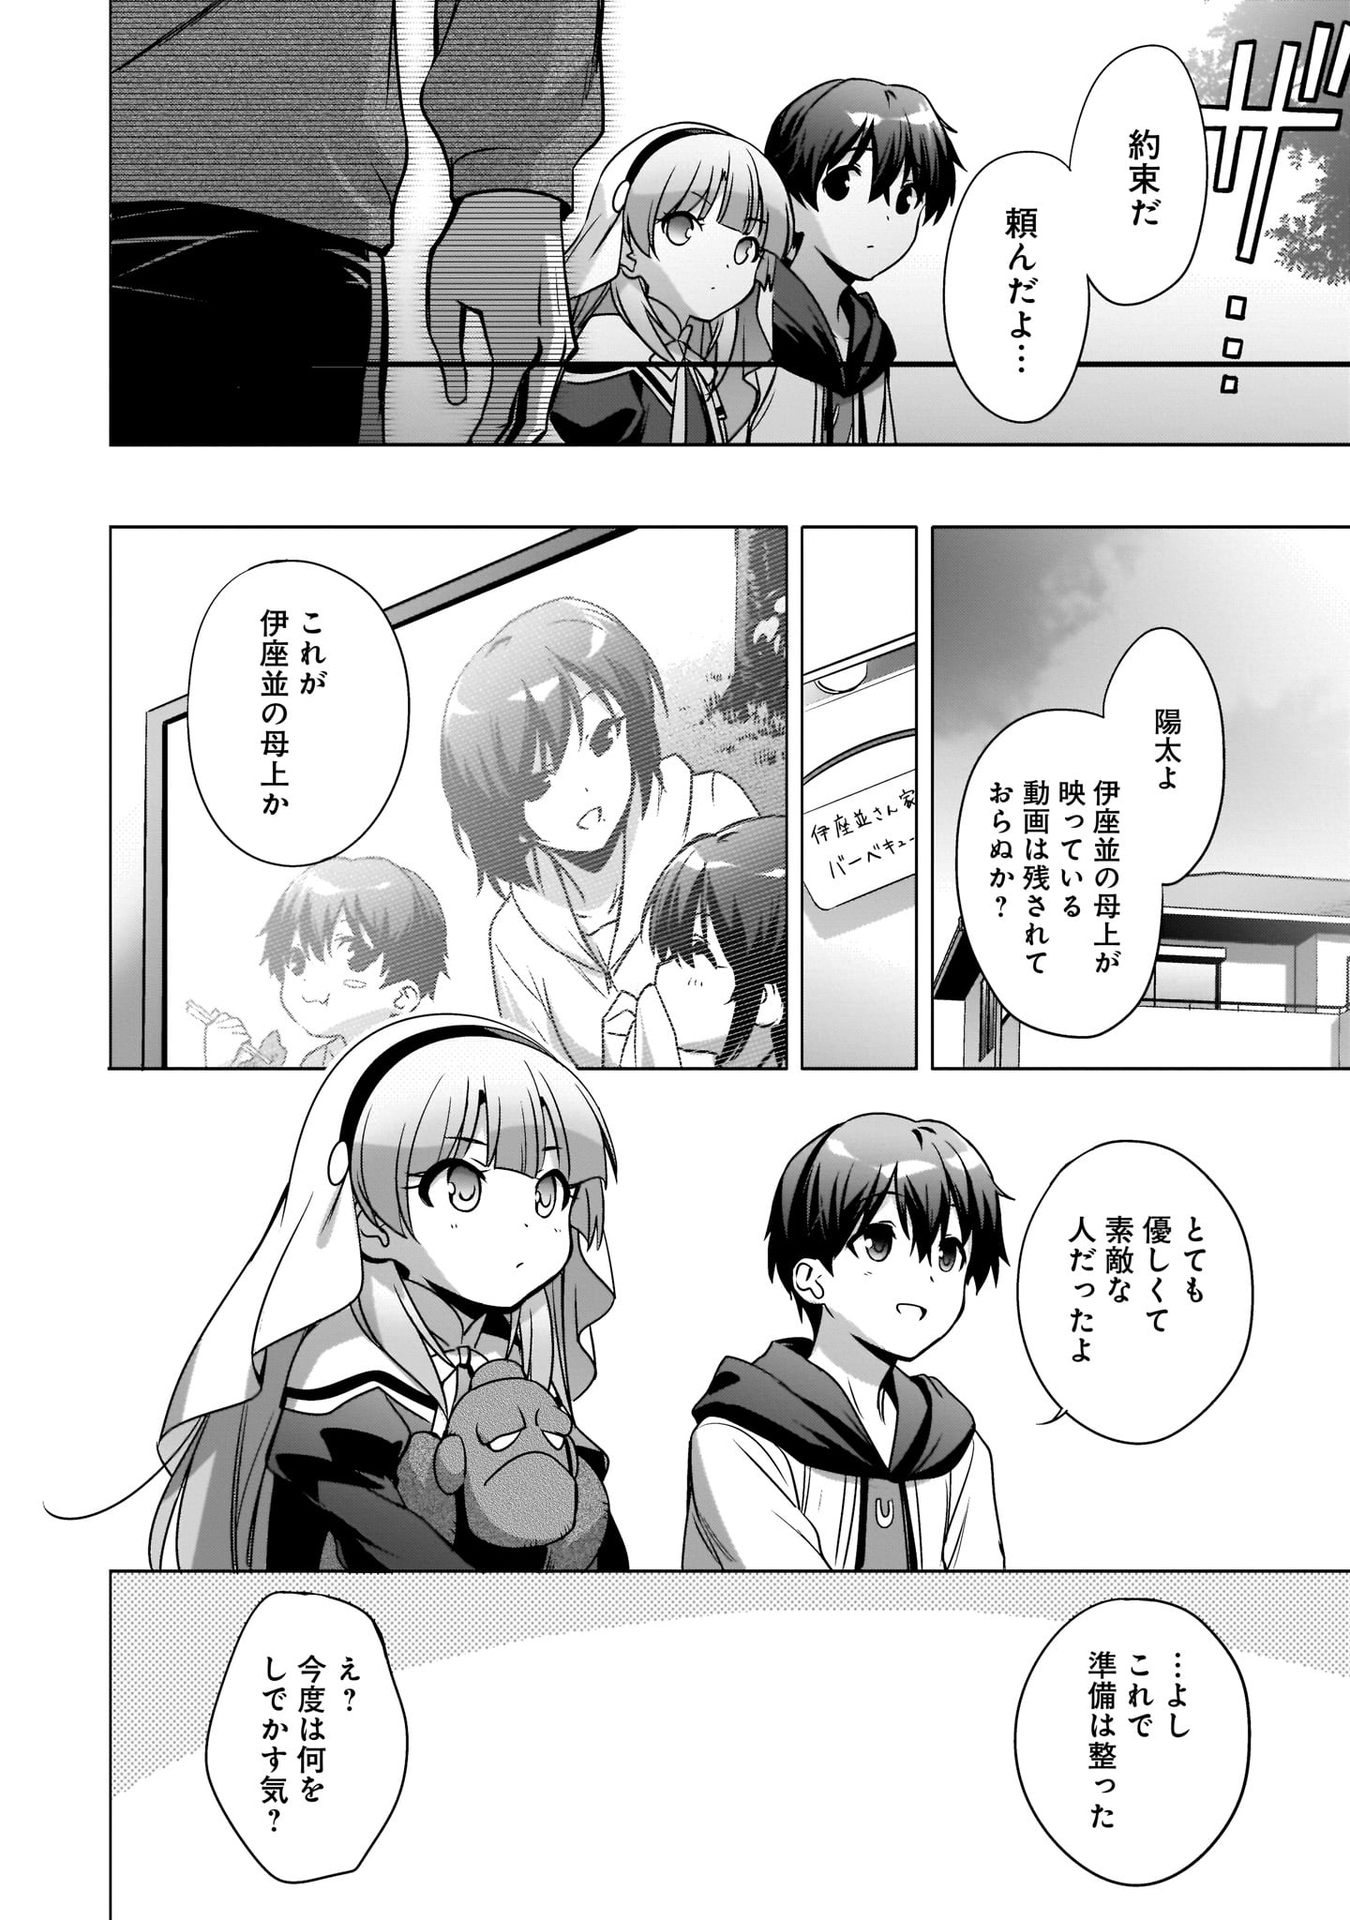 ザザ…
約束だ
頼んだよ…
陽太よ
伊座並の母上が
映っている
動画は残されて
おらぬか?
伊座並さん家
バーベキュー
これが
伊座並の母上か
とても
優しくて
素敵な
人だったよ
…よし
これで
準備は整った
え?
今度は何を
しでかす気?